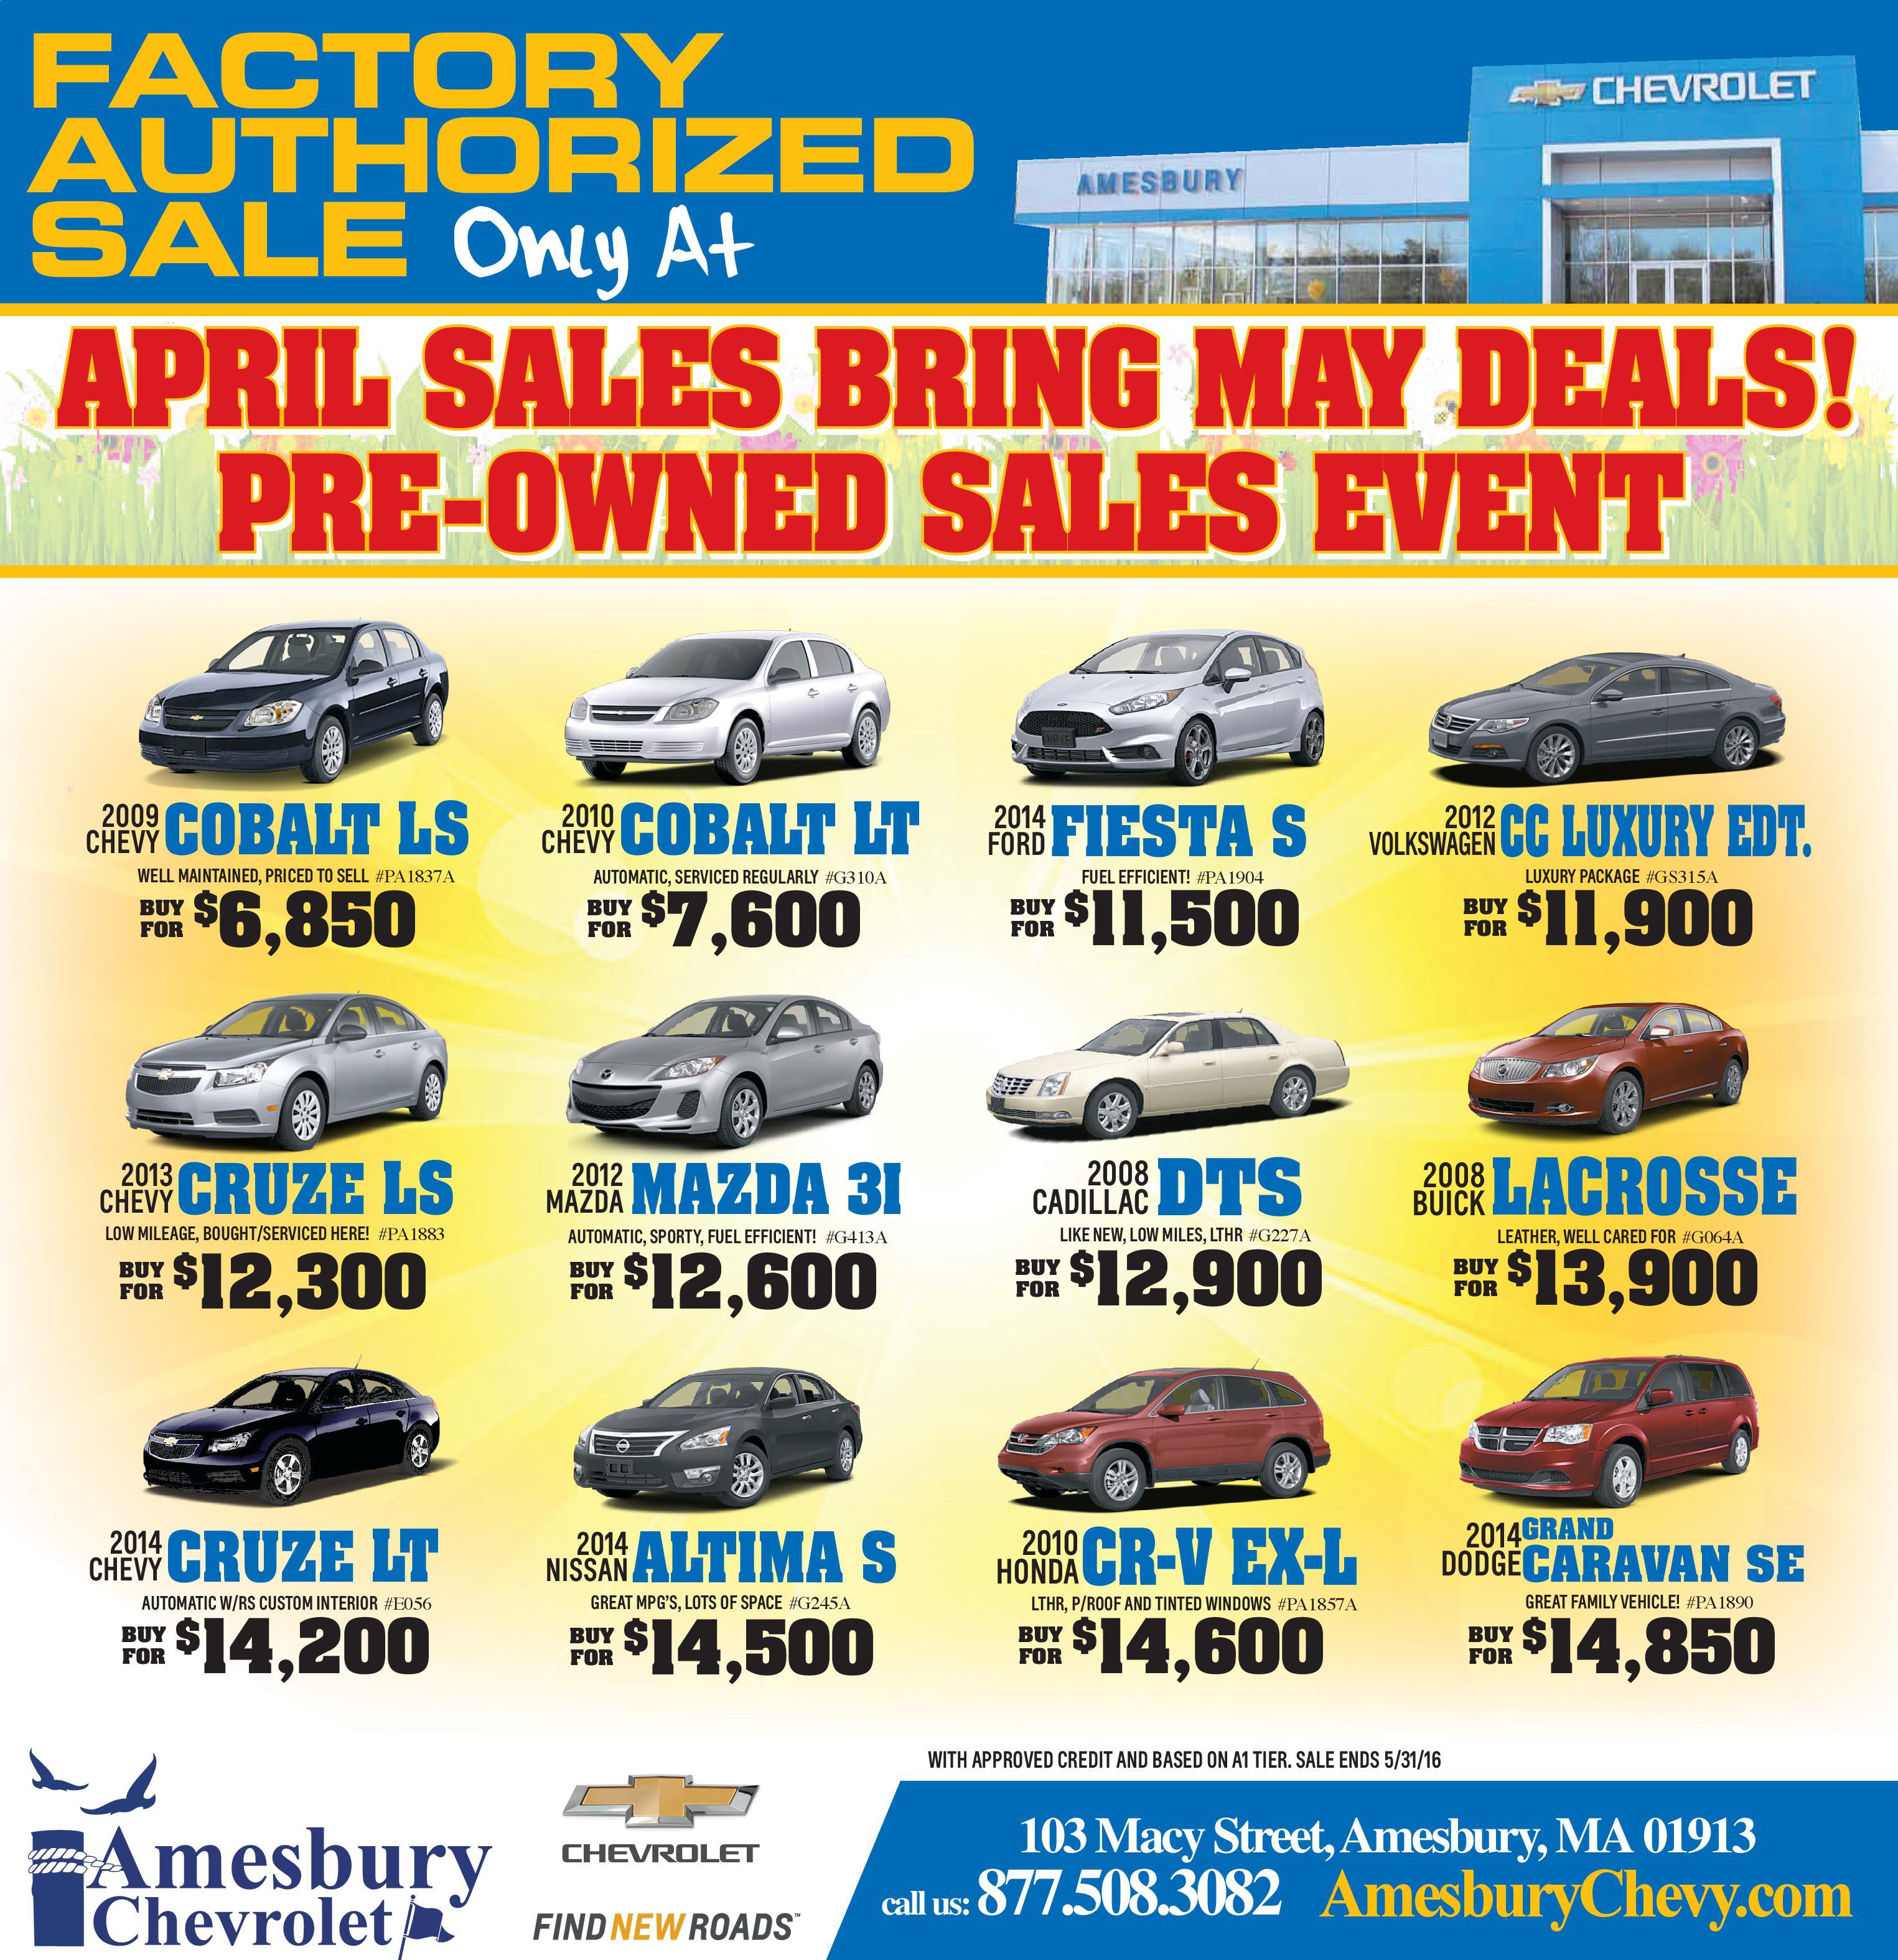 FACTORY
AUTHORIZED
SALE Only At
CHEVROLET
AMESBURY
APRIL SALES BRING MAY DEALS!
PRE-OWNED SALES EVENT
2009 CHEVY COBALT LS
WELL MAINTAINED, PRICED TO SELL #PA1837A
BUY FOR $6,850
2010 CHEVY COBALT LT
AUTOMATIC, SERVICED REGULARLY #G310A
BUY FOR $7,600
2014 FORD FIESTA S
FUEL EFFICIENT! #PA1904
BUY FOR $11,500
2012 VOLKSWAGEN CC LUXURY EDT.
LUXURY PACKAGE #GS315A
BUY FOR $11,900
2013 CHEVY CRUZE LS
LOW MILEAGE, BOUGHT/SERVICED HERE! #PA1883
BUY FOR $12,300
2012 MAZDA MAZDA 3I
AUTOMATIC, SPORTY, FUEL EFFICIENT! #G413A
BUY FOR $12,600
2008 CADILLAC DTS
LIKE NEW, LOW MILES, LTHR #G227A
BUY FOR $12,900
2008 BUICK LACROSSE
LEATHER, WELL CARED FOR #G064A
BUY FOR $13,900
2014 CHEVY CRUZE LT
AUTOMATIC W/RS CUSTOM INTERIOR #E056
BUY FOR $14,200
2014 NISSAN ALTIMA S
GREAT MPG'S, LOTS OF SPACE #G245A
BUY FOR $14,500
2010 HONDA CR-V EX-L
LTHR, P/ROOF AND TINTED WINDOWS #PA1857A
BUY FOR $14,600
2014 DODGE GRAND CARAVAN SE
GREAT FAMILY VEHICLE! #PA1890
BUY FOR $14,850
WITH APPROVED CREDIT AND BASED ON A1 TIER. SALE ENDS 5/31/16
Amesbury
Chevrolet
CHEVROLET
FIND NEW ROADS™
103 Macy Street, Amesbury, MA 01913
call us: 877.508.3082 AmesburyChevy.com